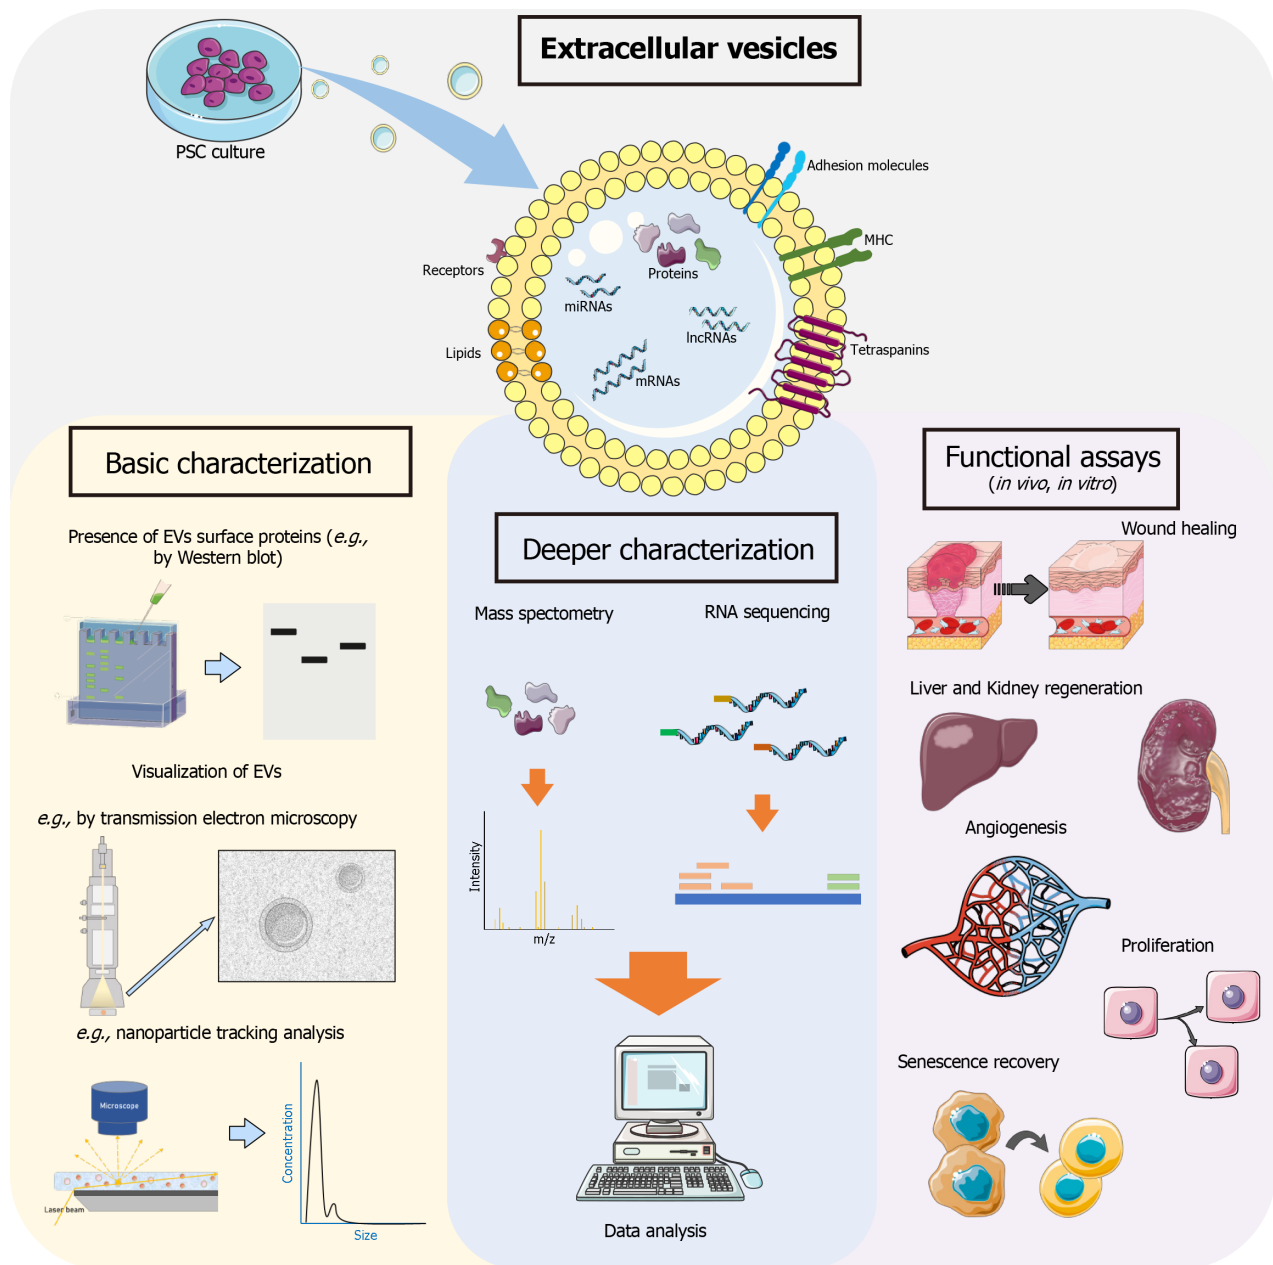 Extracellular vesicles
PSC culture
Adhesion molecules
MHC
Receptors
Proteins
miRNAs
lncRNAs
Lipids
Tetraspanins
mRNAs
Basic characterization
Presence of EVs surface proteins (e.g.,
by Western blot)
Visualization of EVs
e.g., by transmission electron microscopy
e.g., nanoparticle tracking analysis
Microscope
Laser beam
Concentration
Size
Deeper characterization
Mass spectometry
RNA sequencing
Intensity
m/z
Data analysis
Functional assays
(in vivo, in vitro)
Wound healing
Liver and Kidney regeneration
Angiogenesis
Proliferation
Senescence recovery